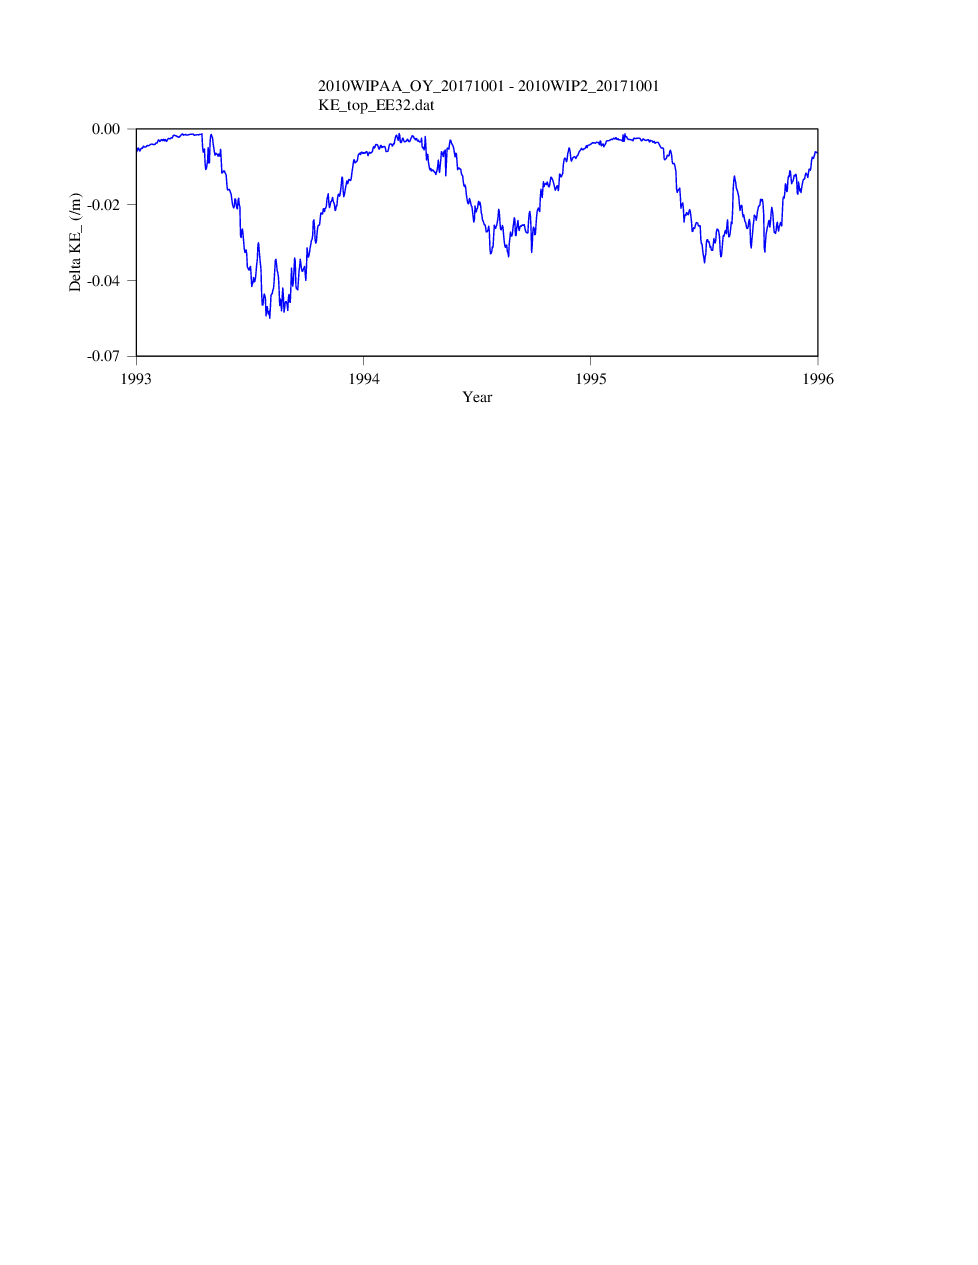 2010WIPAA_OY_20171001 - 2010WIP2_20171001
KE_top_EE32.dat
0.00
-0.02
-0.04
-0.07
Delta KE_ (/m)
1993 1994 1995 1996
Year